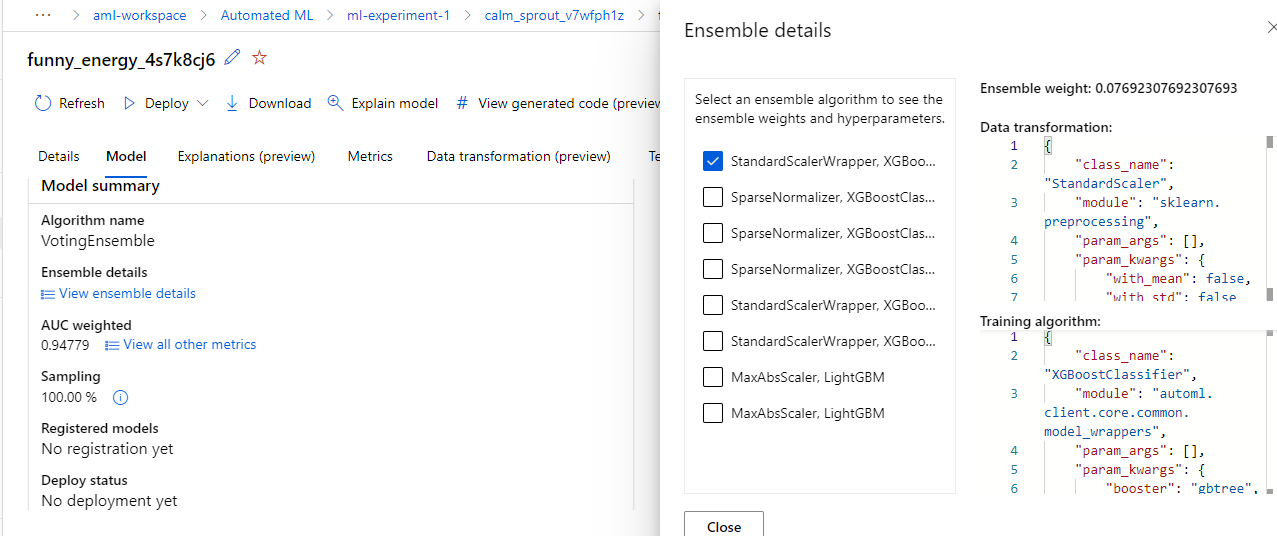 ··· > aml-workspace > Automated ML > ml-experiment-1 > calm_sprout_v7wfph1z >
funny_energy_4s7k8cj6
Refresh Deploy Download Explain model # View generated code (preview
Details Model Explanations (preview) Metrics Data transformation (preview) Te
Model summary
Algorithm name
VotingEnsemble
Ensemble details
View ensemble details
AUC weighted
0.94779 View all other metrics
Sampling
100.00 %
Registered models
No registration yet
Deploy status
No deployment yet
Ensemble details
Select an ensemble algorithm to see the
ensemble weights and hyperparameters.
StandardScalerWrapper, XGBoo...
SparseNormalizer, XGBoostClas...
SparseNormalizer, XGBoostClas...
SparseNormalizer, XGBoostClas...
StandardScalerWrapper, XGBoo...
StandardScalerWrapper, XGBoo...
MaxAbsScaler, LightGBM
MaxAbsScaler, LightGBM
Ensemble weight: 0.07692307692307693
Data transformation:
1 {
2 "class_name":
"StandardScaler",
3 "module": "sklearn.
preprocessing",
4 "param_args": [],
5 "param_kwargs": {
6 "with_mean": false,
7 "with_std": false
Training algorithm:
1 {
2 "class_name":
"XGBoostClassifier",
3 "module": "automl.
client.core.common.
model_wrappers",
4 "param_args": [],
5 "param_kwargs": {
6 "booster": "gbtree",
Close